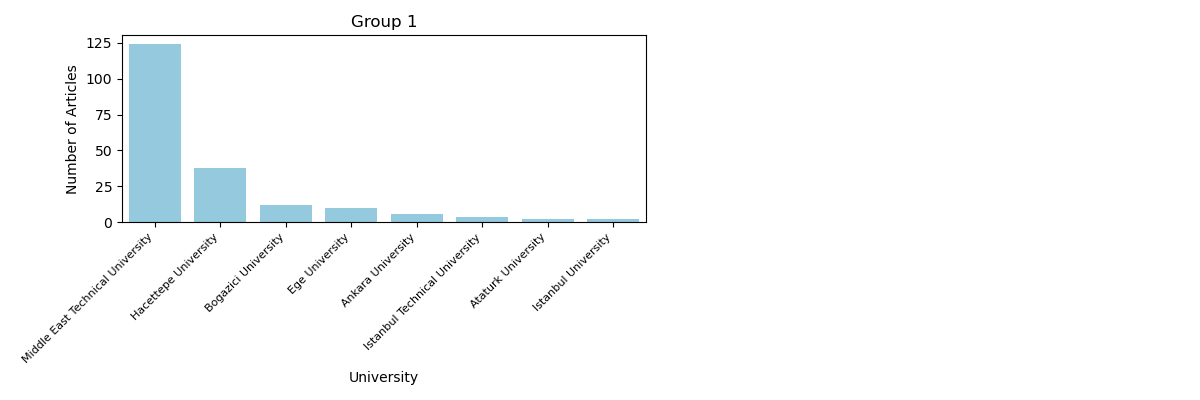 Group 1
Number of Articles
125
100
75
50
25
0
Middle East Technical University
Hacettepe University
Bogazici University
Ege University
Ankara University
Istanbul Technical University
Ataturk University
Istanbul University
University